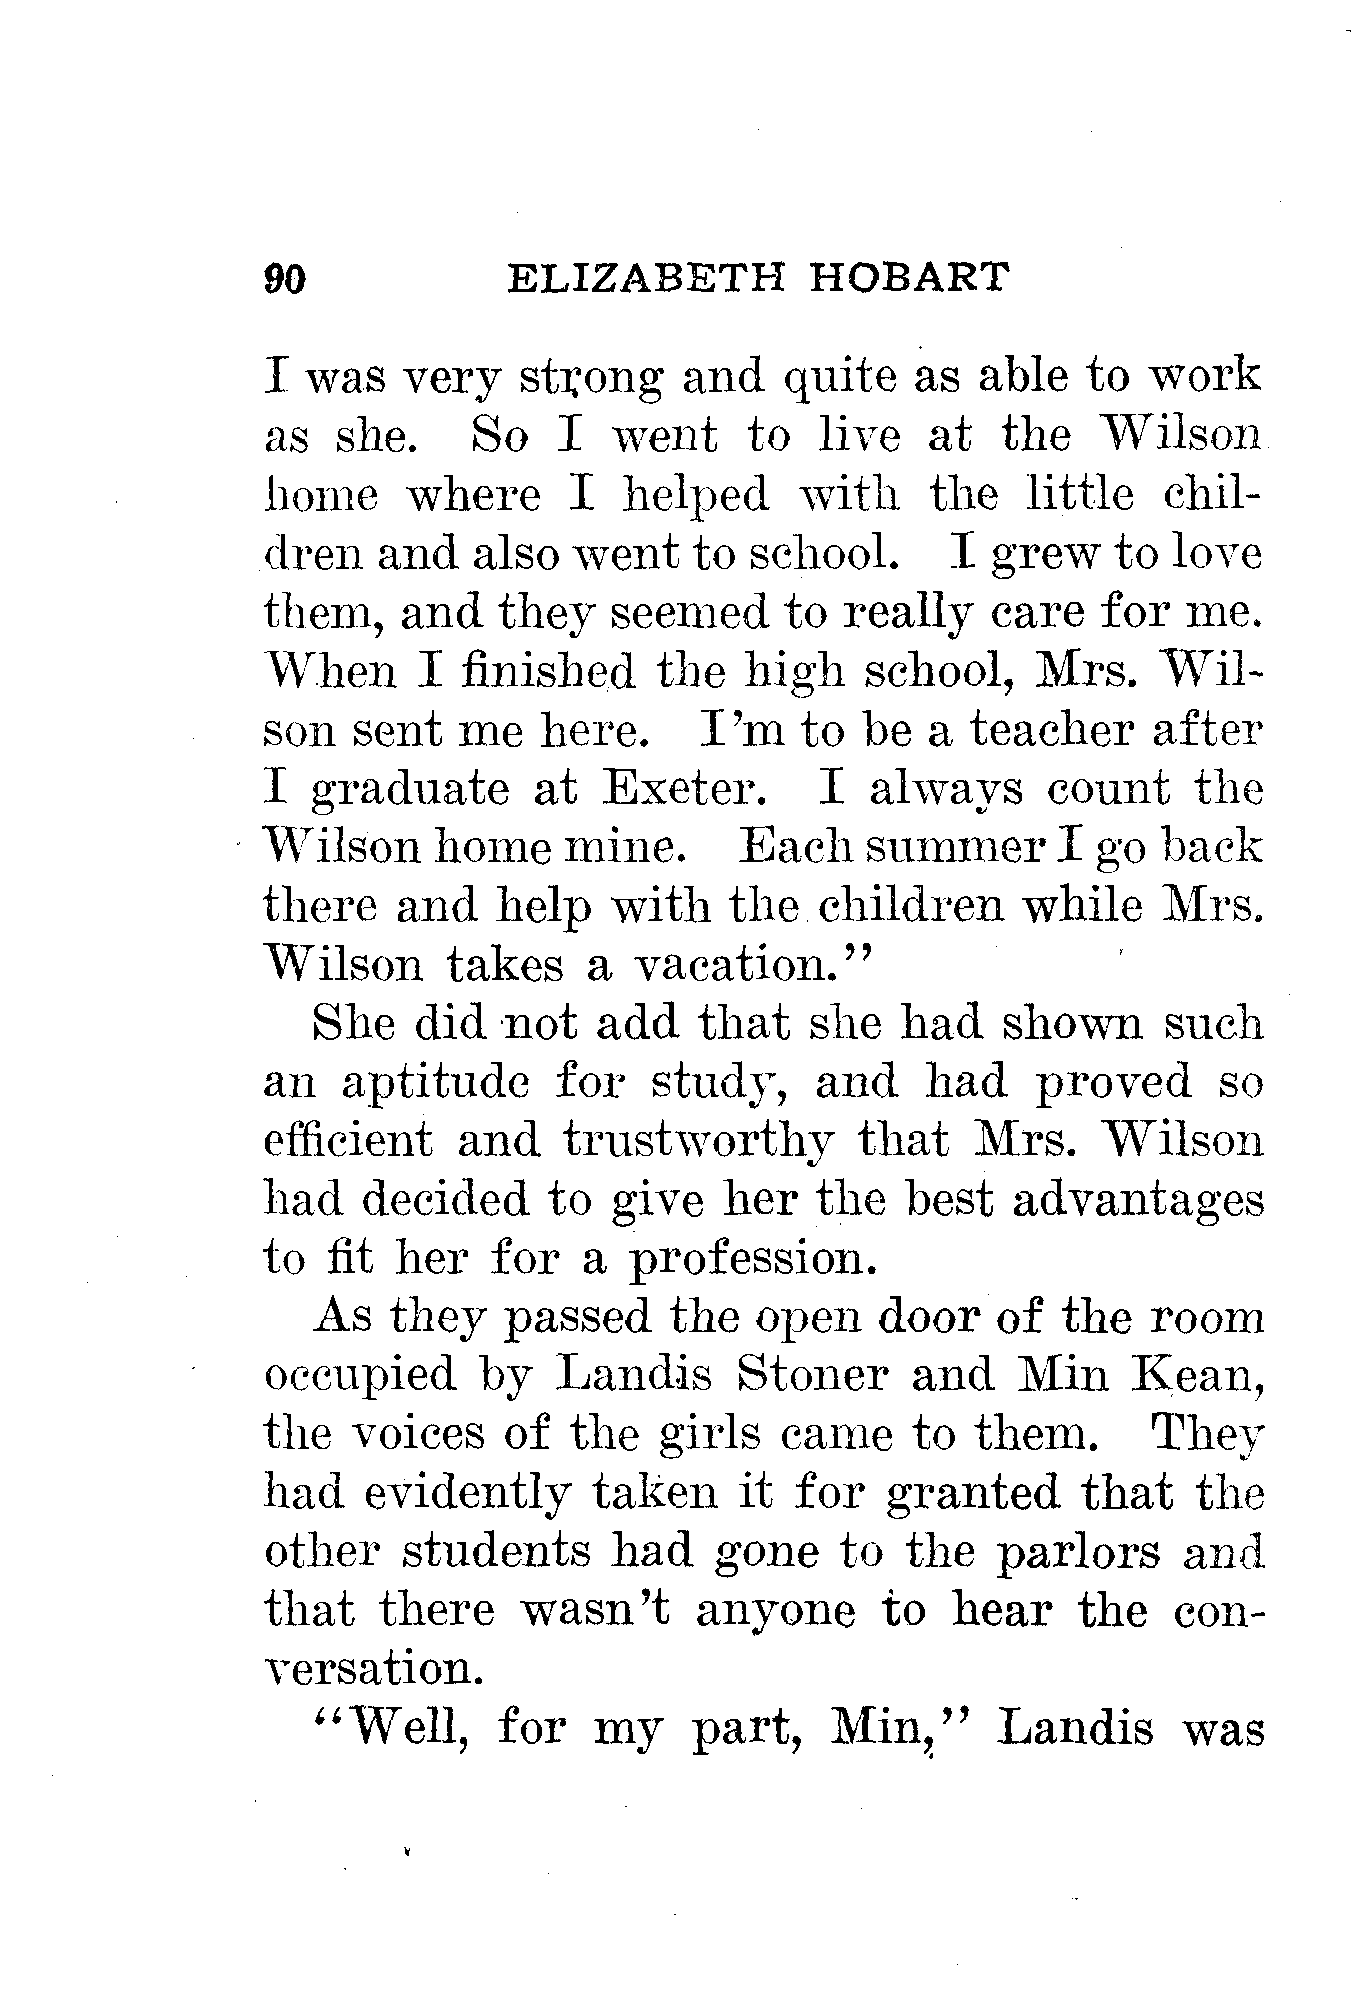 90 ELIZABETH HOBART
I was very strong and quite as able to work
as she. So I went to live at the Wilson
home where I helped with the little chil-
dren and also went to school. I grew to love
them, and they seemed to really care for me.
When I finished the high school, Mrs. Wil-
son sent me here. I'm to be a teacher after
I graduate at Exeter. I always count the
Wilson home mine. Each summer I go back
there and help with the children while Mrs.
Wilson takes a vacation."
She did not add that she had shown such
an aptitude for study, and had proved so
efficient and trustworthy that Mrs. Wilson
had decided to give her the best advantages
to fit her for a profession.
As they passed the open door of the room
occupied by Landis Stoner and Min Kean,
the voices of the girls came to them. They
had evidently taken it for granted that the
other students had gone to the parlors and
that there wasn't anyone to hear the con-
versation.
"Well, for my part, Min," Landis was